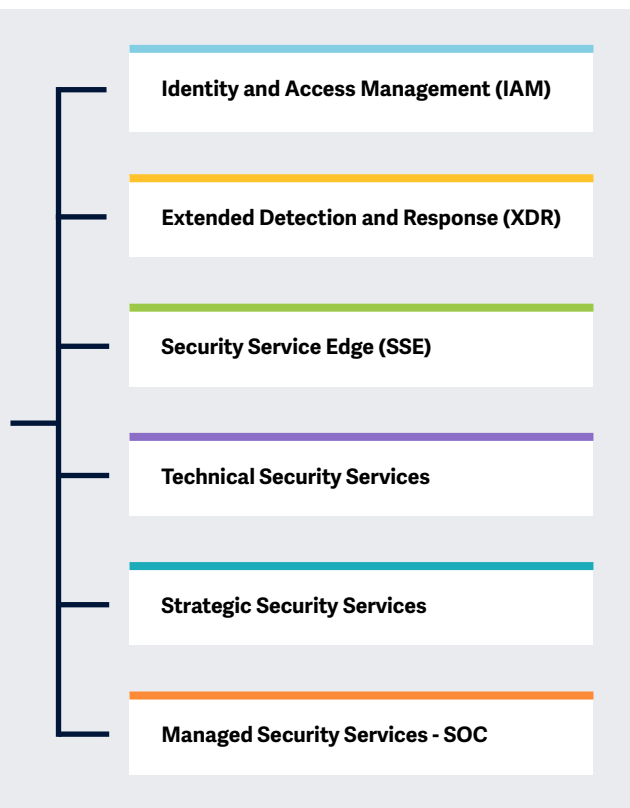 Identity and Access Management (IAM)
Extended Detection and Response (XDR)
Security Service Edge (SSE)
Technical Security Services
Strategic Security Services
Managed Security Services - SOC